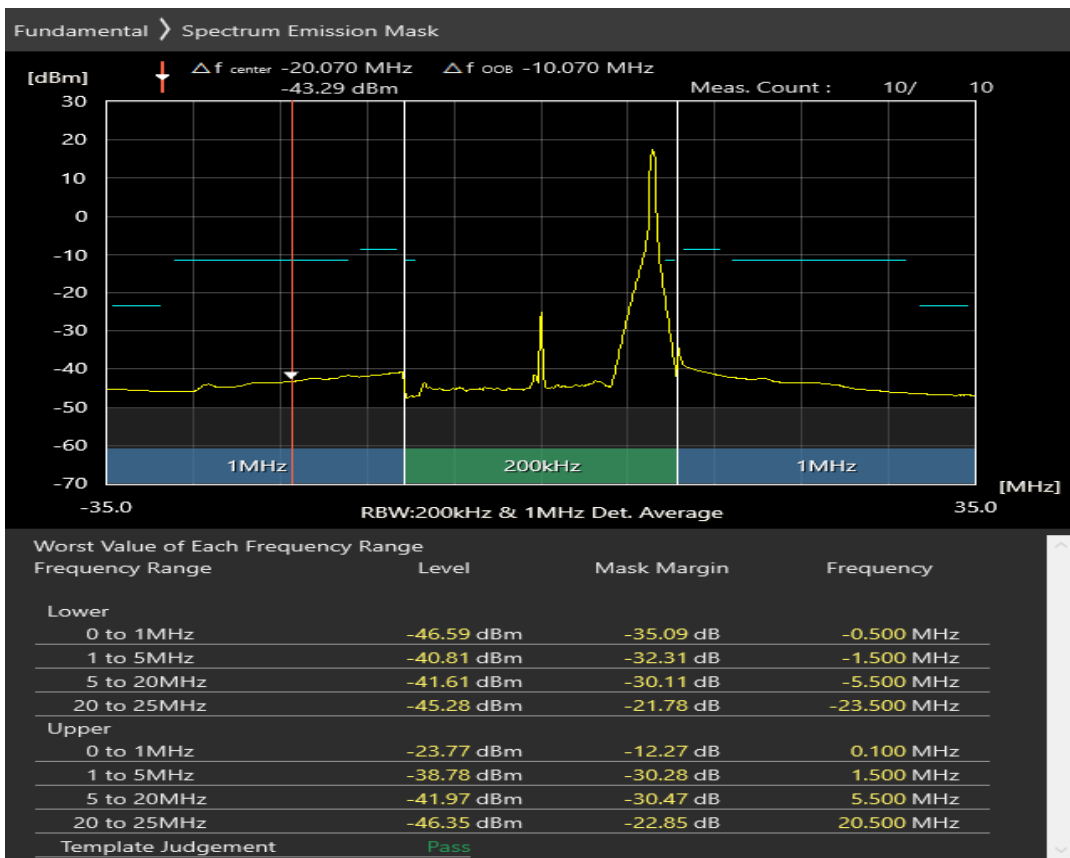 Fundamental ❭ Spectrum Emission Mask
△f center -20.070 MHz △f OOB -10.070 MHz
[dBm]
-43.29 dBm
Meas. Count : 10/ 10
30
20
10
0
-10
-20
-30
-40
-50
-60
-70
1MHz 200kHz 1MHz
[MHz]
-35.0 RBW:200kHz & 1MHz Det. Average 35.0
Worst Value of Each Frequency Range
Frequency Range Level Mask Margin Frequency
Lower
0 to 1MHz -46.59 dBm -35.09 dB -0.500 MHz
1 to 5MHz -40.81 dBm -32.31 dB -1.500 MHz
5 to 20MHz -41.61 dBm -30.11 dB -5.500 MHz
20 to 25MHz -45.28 dBm -21.78 dB -23.500 MHz
Upper
0 to 1MHz -23.77 dBm -12.27 dB 0.100 MHz
1 to 5MHz -38.78 dBm -30.28 dB 1.500 MHz
5 to 20MHz -41.97 dBm -30.47 dB 5.500 MHz
20 to 25MHz -46.35 dBm -22.85 dB 20.500 MHz
Template Judgement Pass